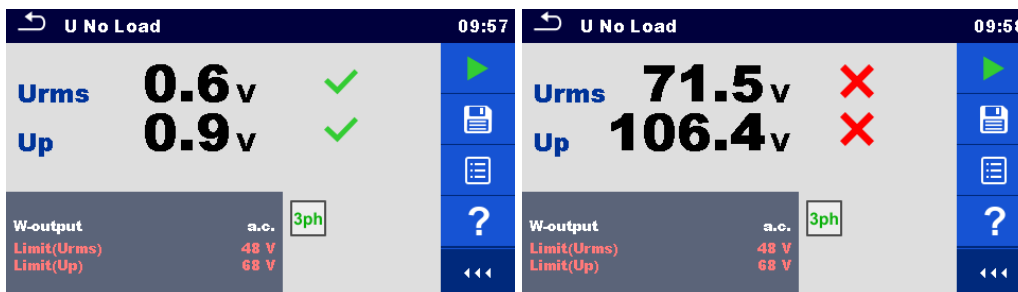 U No Load 09:57
Urms 0.6 V
Up 0.9 V
3ph
W-output a.c.
Limit(Urms) 48 V
Limit(Up) 68 V
?
U No Load 09:58
Urms 71.5 V
Up 106.4 V
3ph
W-output a.c.
Limit(Urms) 48 V
Limit(Up) 68 V
?